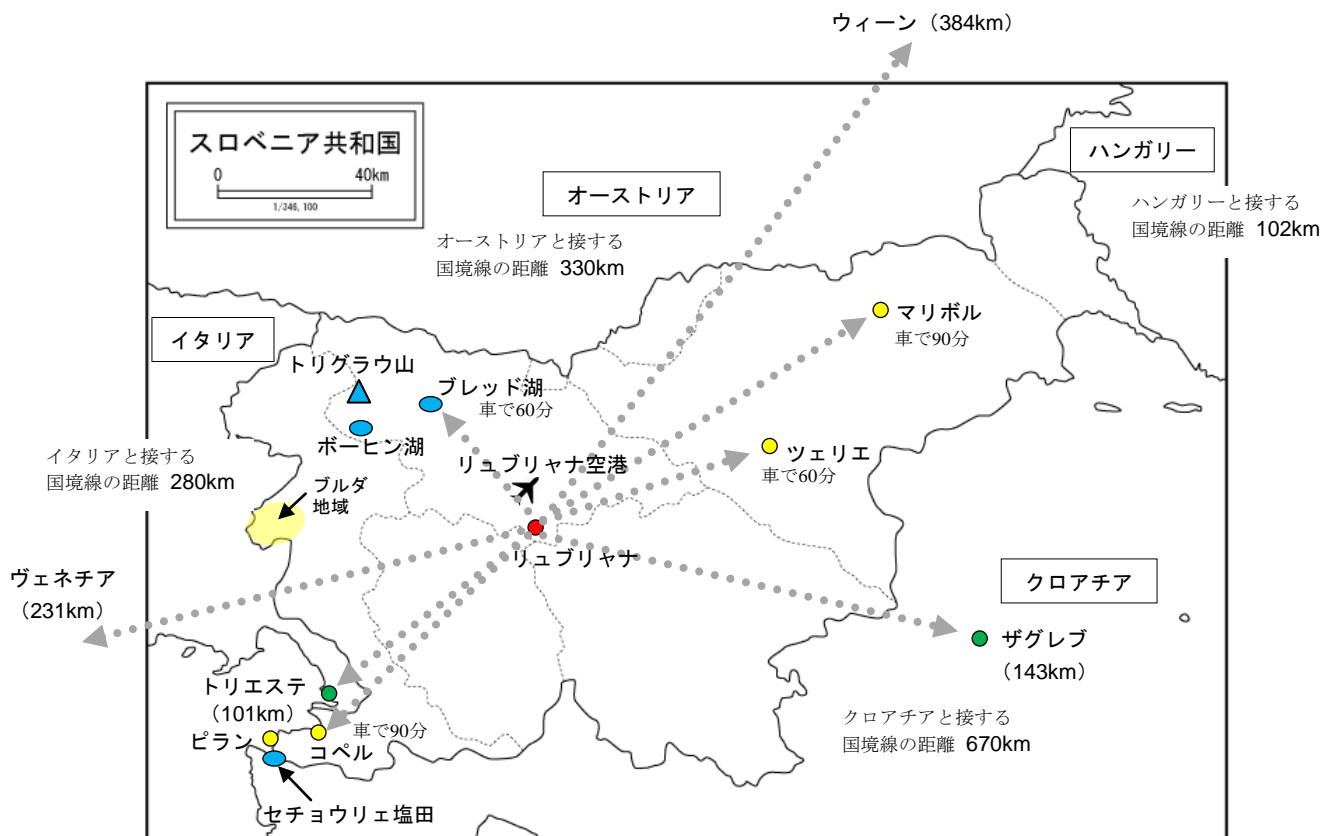 ウィーン（384km）
スロベニア共和国
0 40km
1/346, 100
ハンガリー
オーストリア
ハンガリーと接する
国境線の距離 102km
オーストリアと接する
国境線の距離 330km
イタリア
マリボル
車で90分
トリグラウ山
ブレッド湖
車で60分
ボーヒン湖
イタリアと接する
国境線の距離 280km
リュブリャナ空港
ツェリエ
車で60分
ブルダ
地域
リュブリャナ
ヴェネチア
（231km）
クロアチア
ザグレブ
（143km）
トリエステ
（101km）
車で90分
ピラン
コペル
クロアチアと接する
国境線の距離 670km
セチョウリェ塩田